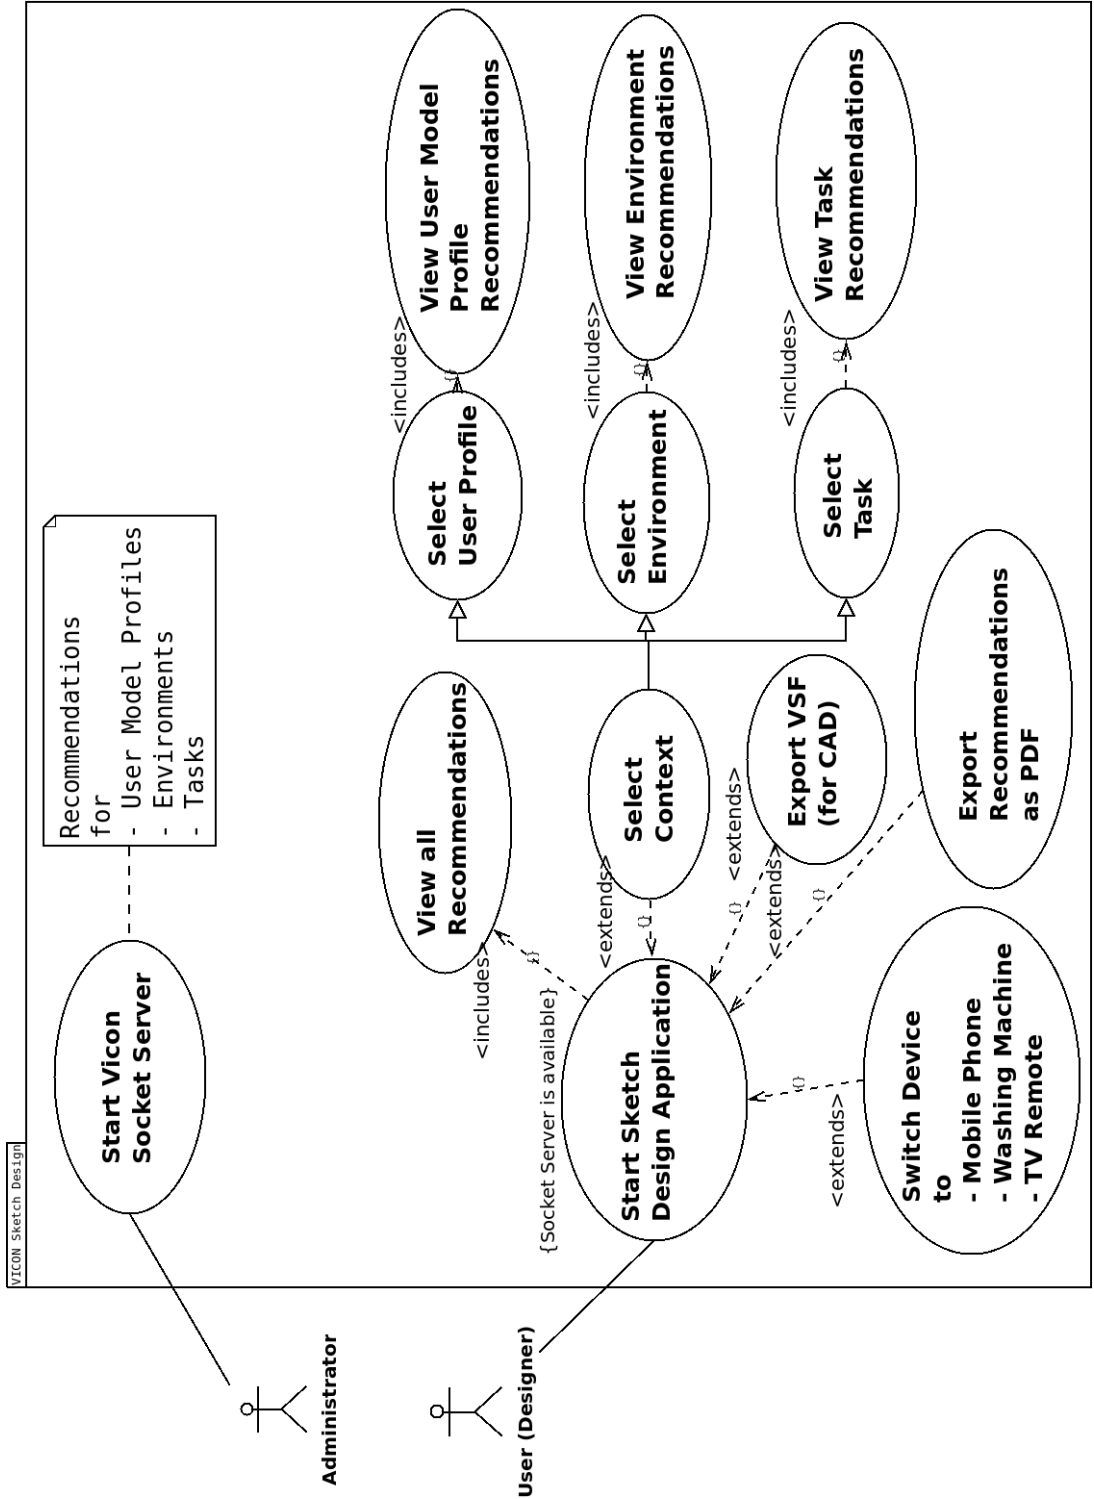 VICON Sketch Design
Administrator
User (Designer)
Start Vicon
Socket Server
Recommendations
for
- User Model Profiles
- Environments
- Tasks
{Socket Server is available}
Start Sketch
Design Application
<includes>
{}
View all
Recommendations
<extends>
{}
Select
Context
<extends>
{}
Export VSF
(for CAD)
<extends>
{}
Export
Recommendations
as PDF
<extends>
{}
Switch Device
to
- Mobile Phone
- Washing Machine
- TV Remote
Select
User Profile
<includes>
{}
View User Model
Profile
Recommendations
Select
Environment
<includes>
{}
View Environment
Recommendations
Select
Task
<includes>
{}
View Task
Recommendations